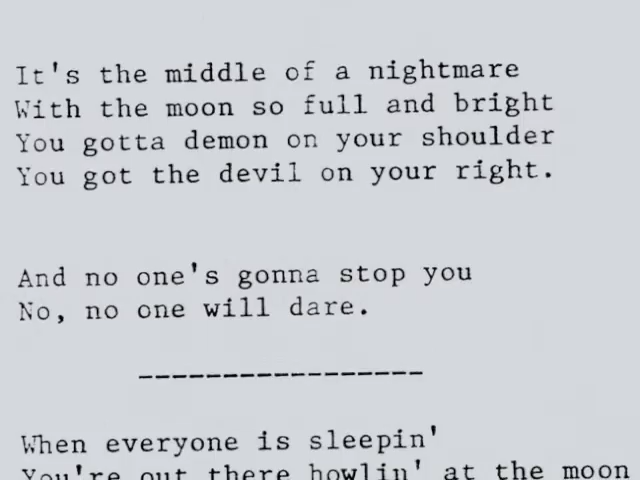 It's the middle of a nightmare
With the moon so full and bright
You gotta demon on your shoulder
You got the devil on your right.
And no one's gonna stop you
No, no one will dare.
-----------------
When everyone is sleepin'
You're out there howlin' at the moon